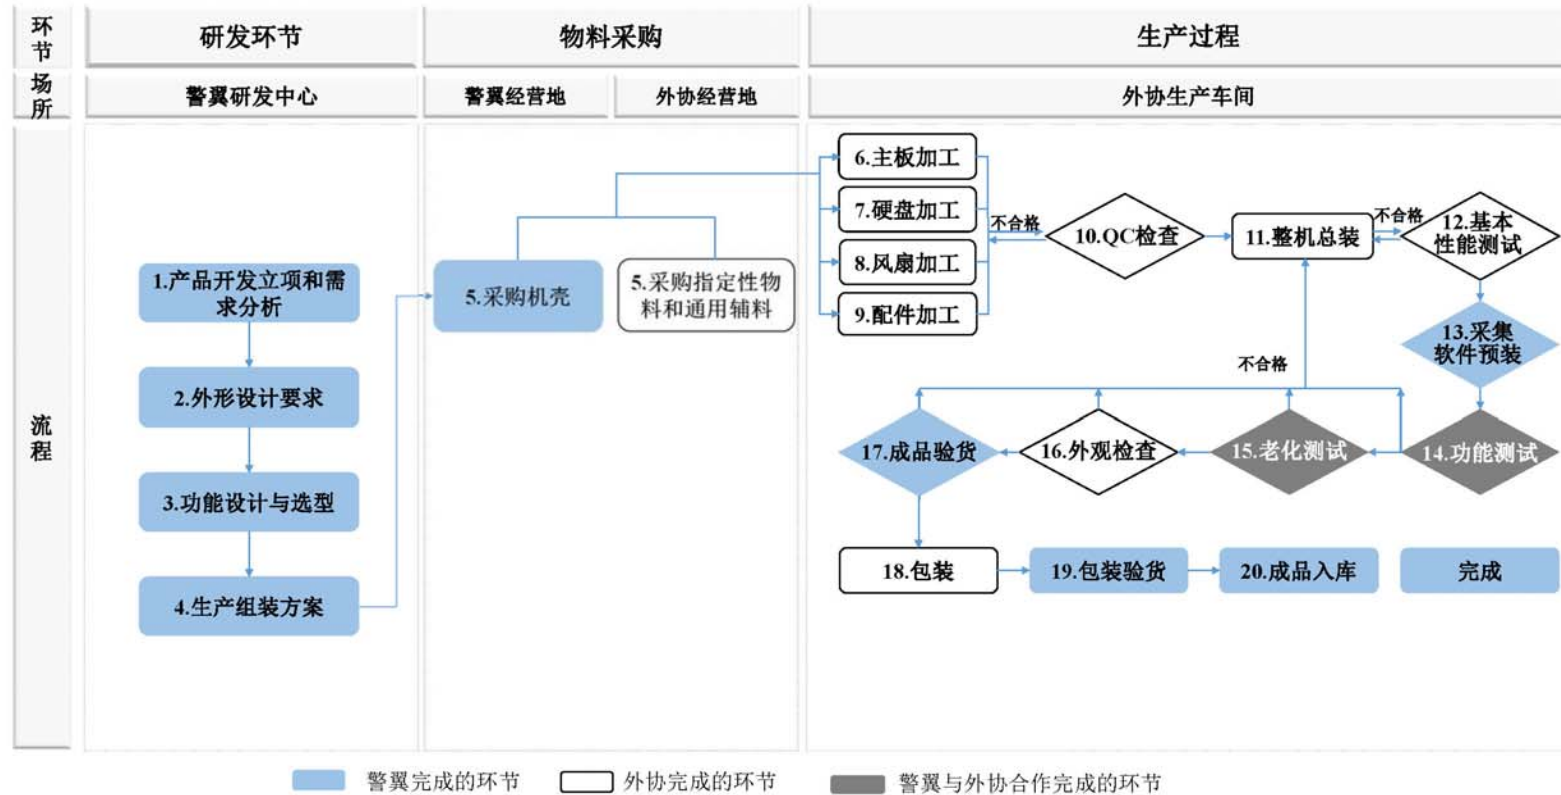 环
节
研发环节
物料采购
生产过程
场
所
警翼研发中心
警翼经营地
外协经营地
外协生产车间
流
程
1.产品开发立项和需
求分析
2.外形设计要求
3.功能设计与选型
4.生产组装方案
5.采购机壳
5.采购指定性物
料和通用辅料
6.主板加工
7.硬盘加工
8.风扇加工
9.配件加工
不合格
10.QC检查
11.整机总装
不合格
12.基本
性能测试
13.采集
软件预装
不合格
17.成品验货
16.外观检查
15.老化测试
14.功能测试
18.包装
19.包装验货
20.成品入库
完成
警翼完成的环节
外协完成的环节
警翼与外协合作完成的环节